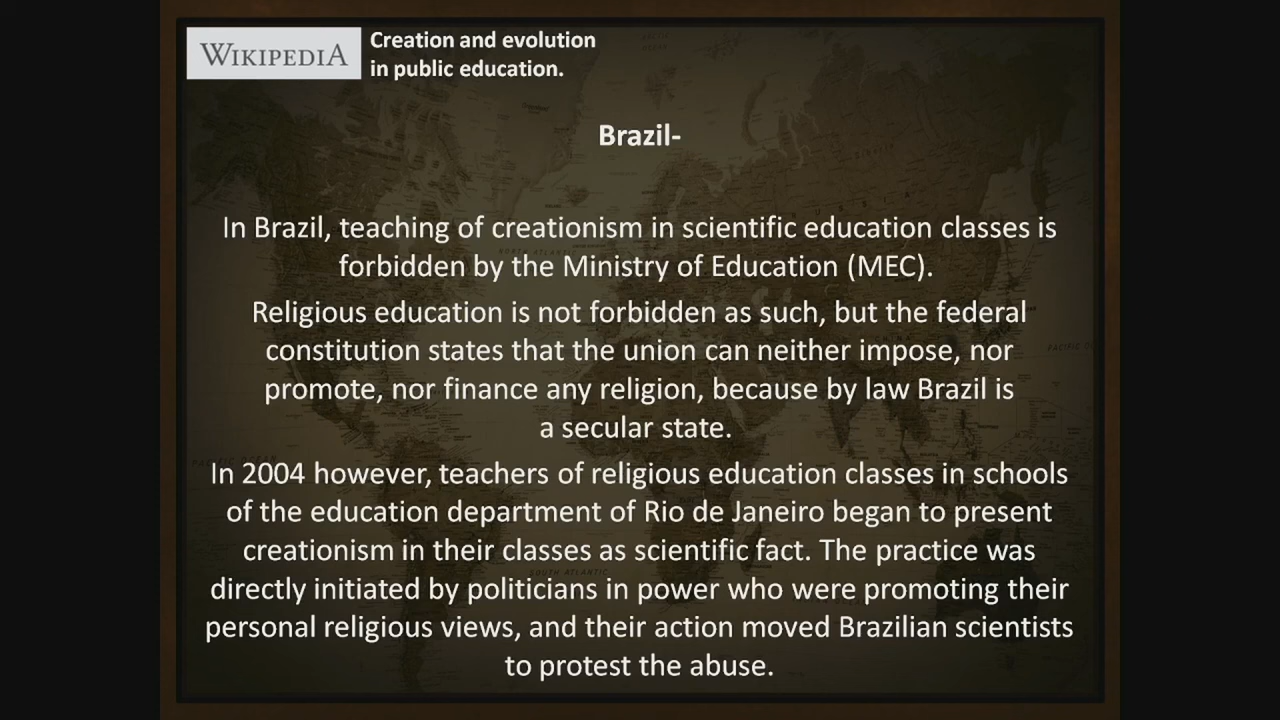 WIKIPEDIA
Creation and evolution
in public education.
Brazil-
In Brazil, teaching of creationism in scientific education classes is
forbidden by the Ministry of Education (MEC).
Religious education is not forbidden as such, but the federal
constitution states that the union can neither impose, nor
promote, nor finance any religion, because by law Brazil is
a secular state.
In 2004 however, teachers of religious education classes in schools
of the education department of Rio de Janeiro began to present
creationism in their classes as scientific fact. The practice was
directly initiated by politicians in power who were promoting their
personal religious views, and their action moved Brazilian scientists
to protest the abuse.